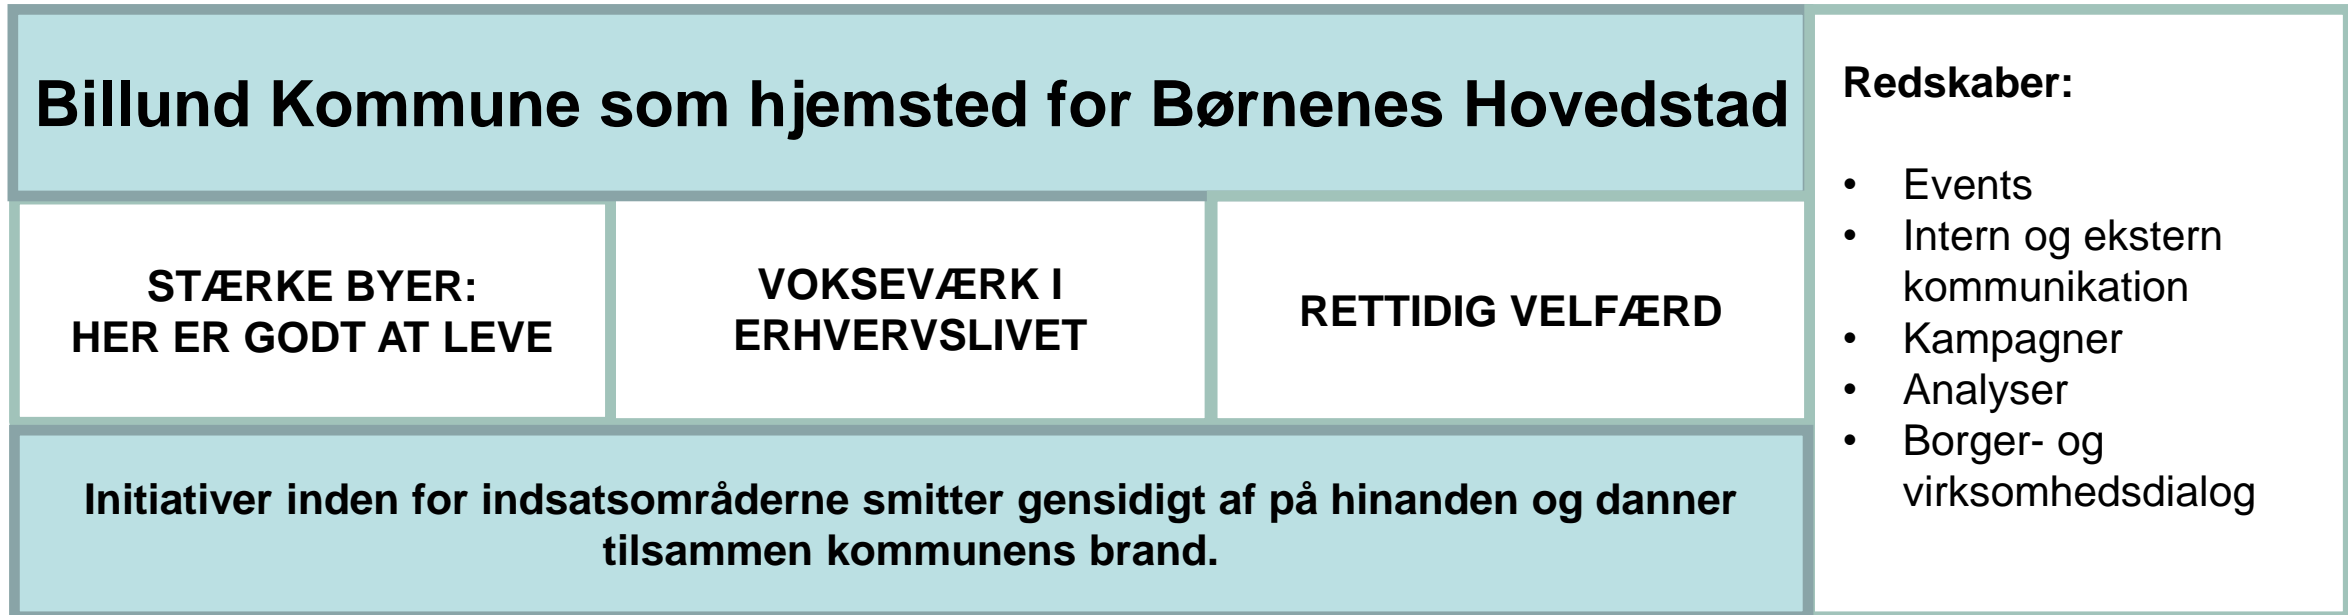 Billund Kommune som hjemsted for Børnenes Hovedstad
STÆRKE BYER:
HER ER GODT AT LEVE
VOKSEVÆRK I
ERHVERVSLIVET
RETTIDIG VELFÆRD
Initiativer inden for indsatsområderne smitter gensidigt af på hinanden og danner
tilsammen kommunens brand.
Redskaber:
• Events
• Intern og ekstern
kommunikation
• Kampagner
• Analyser
• Borger- og
virksomhedsdialog